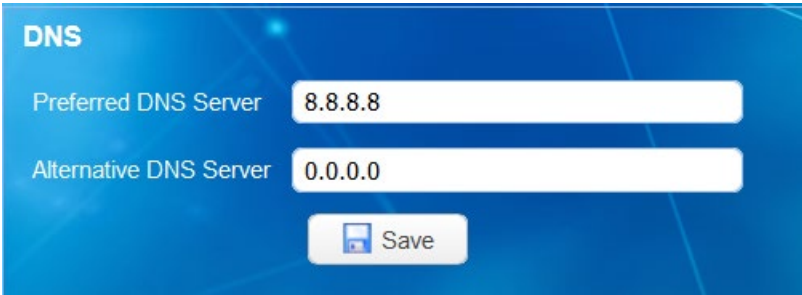 DNS
Preferred DNS Server 8.8.8.8
Alternative DNS Server 0.0.0.0
Save